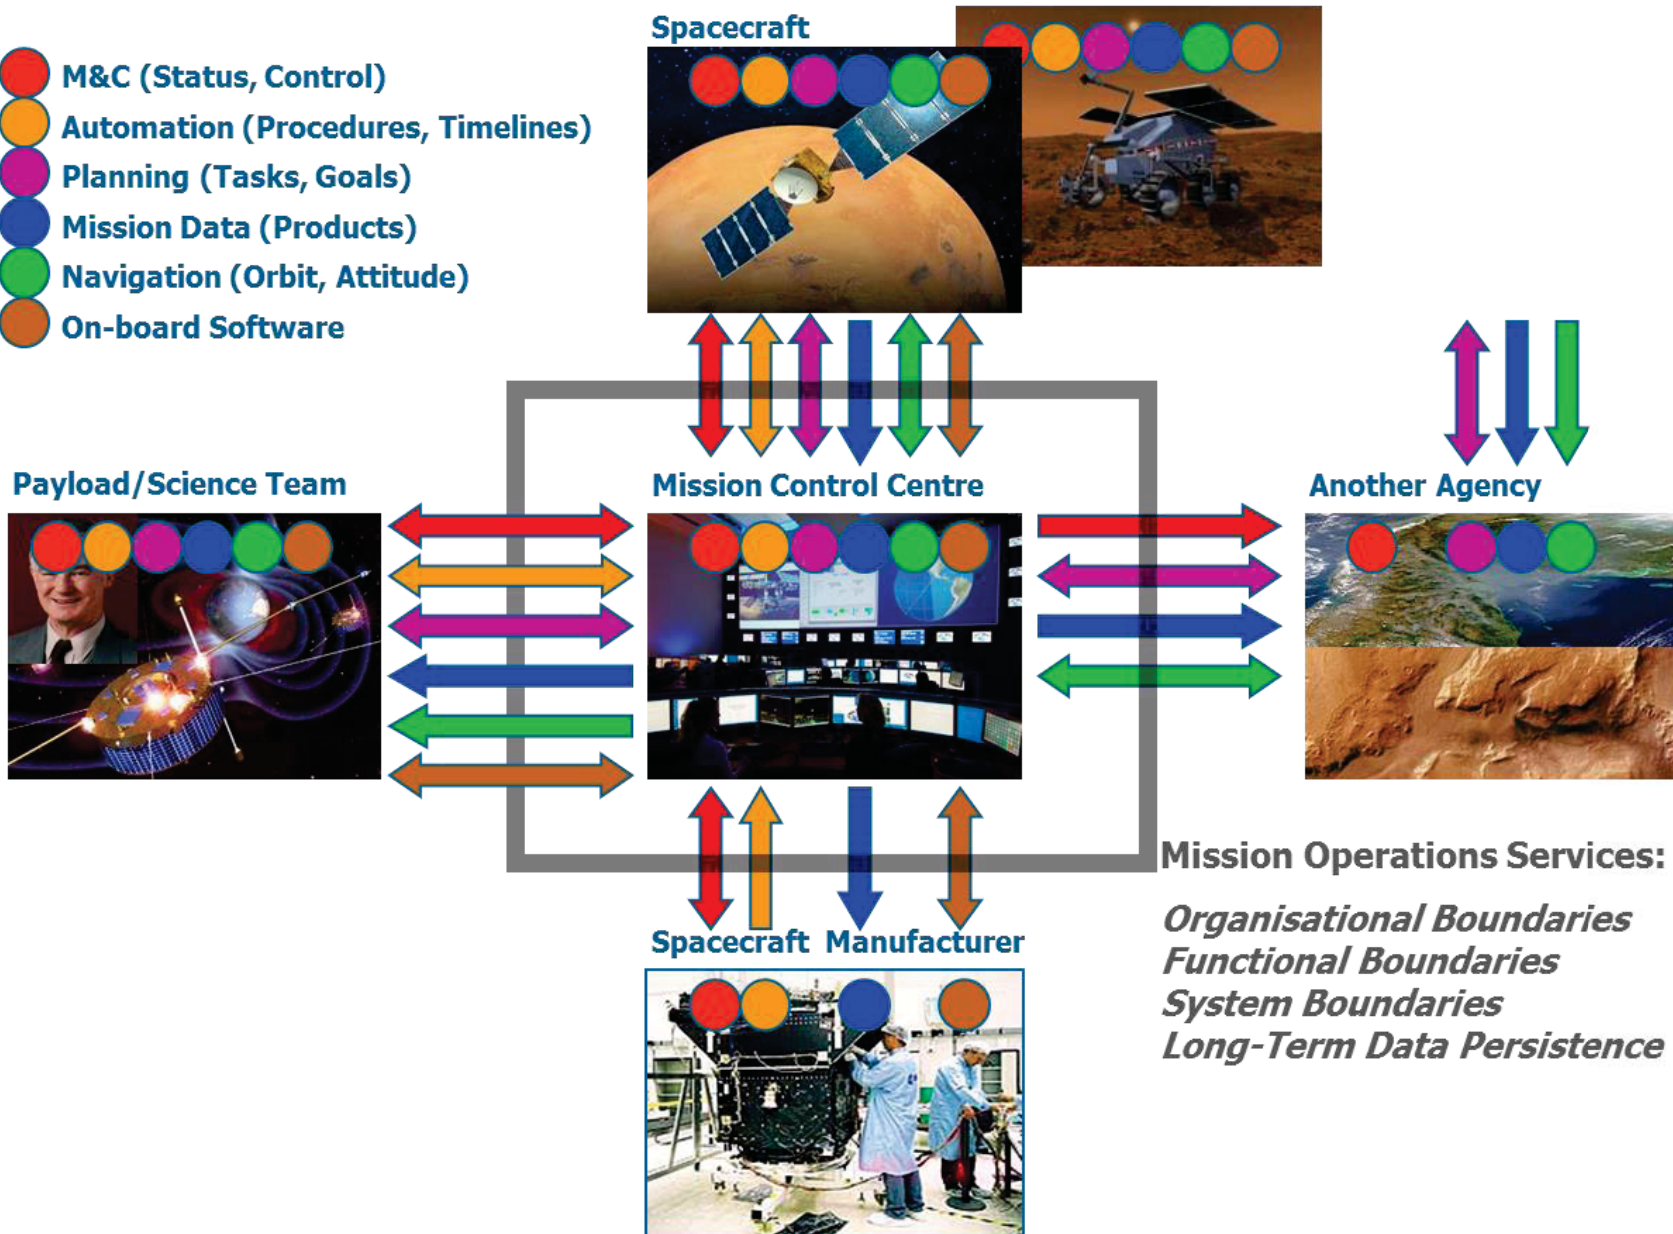 Spacecraft
M&C (Status, Control)
Automation (Procedures, Timelines)
Planning (Tasks, Goals)
Mission Data (Products)
Navigation (Orbit, Attitude)
On-board Software
Payload/Science Team
Mission Control Centre
Another Agency
Spacecraft Manufacturer
Mission Operations Services:
Organisational Boundaries
Functional Boundaries
System Boundaries
Long-Term Data Persistence